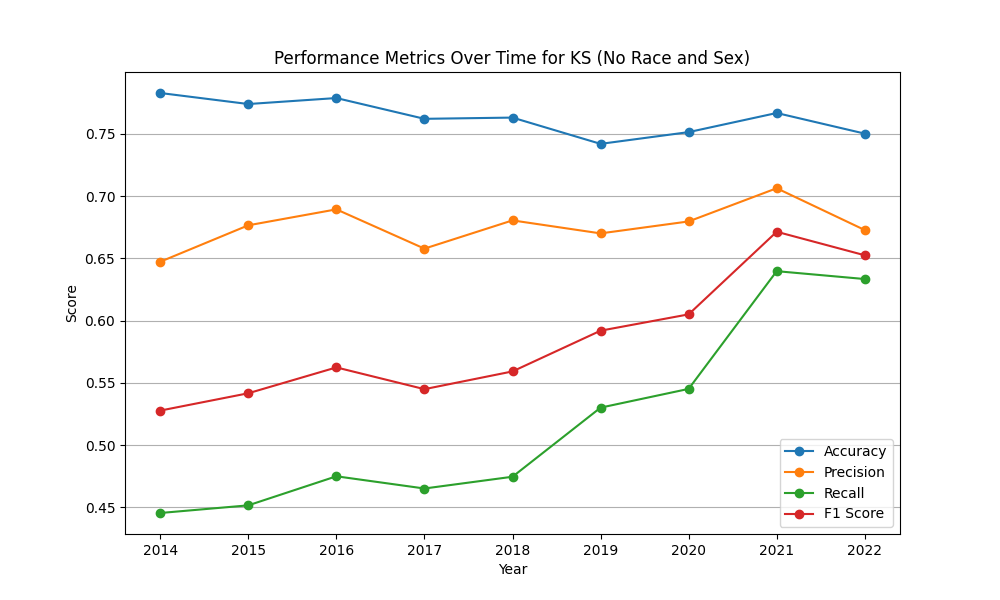 Performance Metrics Over Time for KS (No Race and Sex)
Score
0.75
0.70
0.65
0.60
0.55
0.50
0.45
Accuracy
Precision
Recall
F1 Score
2014 2015 2016 2017 2018 2019 2020 2021 2022
Year